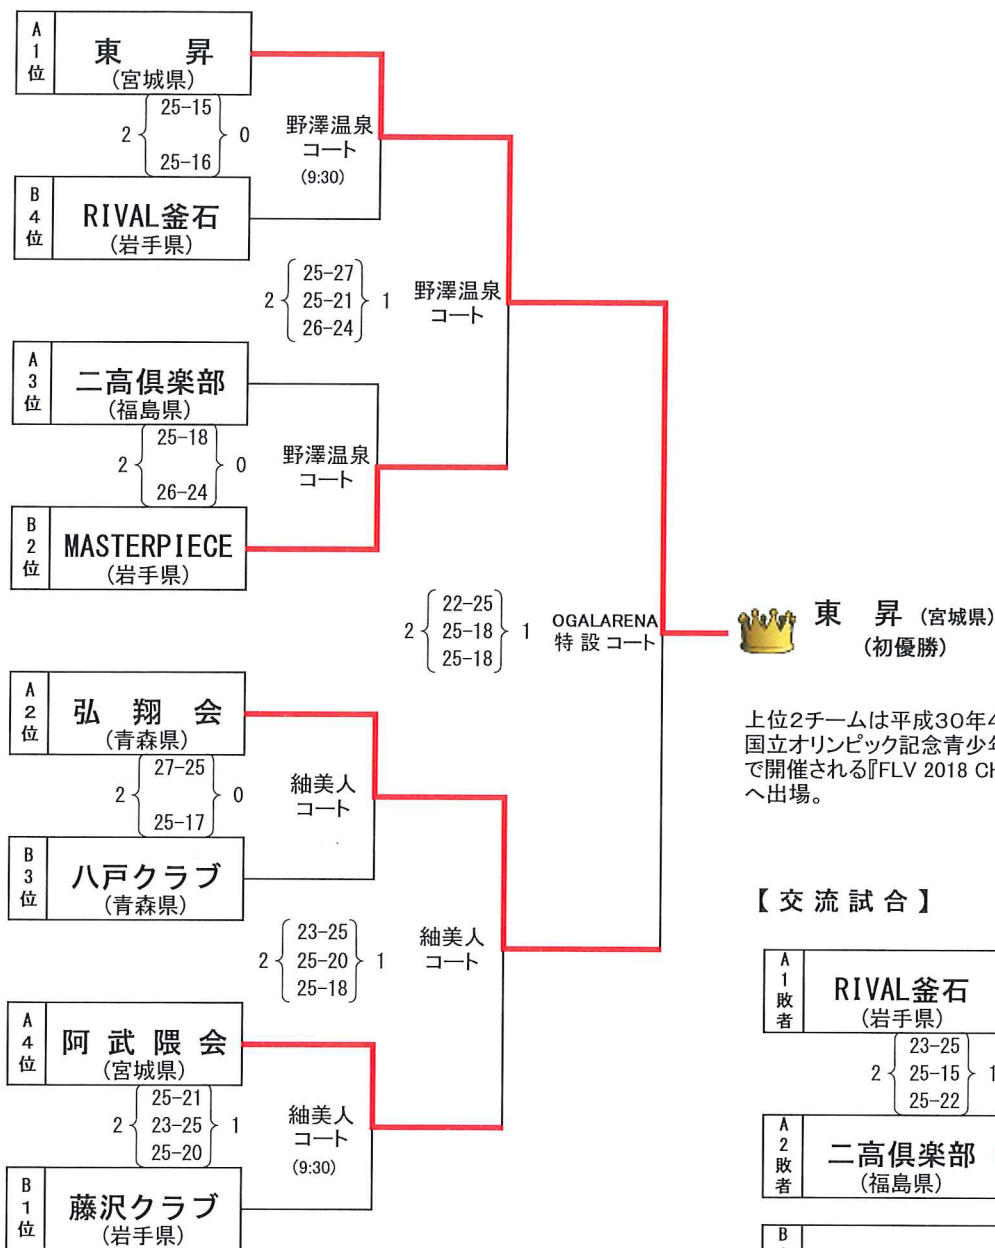 A1位
東 昇
(宮城県)
2 25-15 0
25-16
野澤温泉
コート
(9:30)
B4位
RIVAL釜石
(岩手県)
25-27
2 25-21 1
26-24
野澤温泉
コート
A3位
二高倶楽部
(福島県)
2 25-18 0
26-24
野澤温泉
コート
B2位
MASTERPIECE
(岩手県)
22-25
2 25-18 1
25-18
OGALARENA
特設コート
東 昇 (宮城県)
(初優勝)
A2位
弘翔会
(青森県)
2 27-25 0
25-17
紬美人
コート
B3位
八戸クラブ
(青森県)
23-25
2 25-20 1
25-18
紬美人
コート
A4位
阿武隈会
(宮城県)
25-21
2 23-25 1
25-20
紬美人
コート
(9:30)
B1位
藤沢クラブ
(岩手県)
上位2チームは平成30年4
国立オリンピック記念青少年
で開催される『FLV 2018 CH
へ出場。
【交流試合】
A1敗者
RIVAL釜石
(岩手県)
23-25
2 25-15 1
25-22
A2敗者
二高倶楽部
(福島県)
B